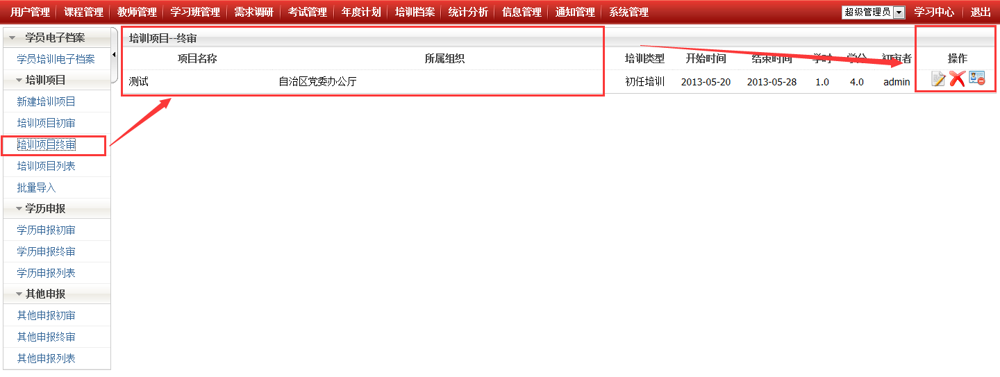 用户管理 课程管理 教师管理 学习班管理 需求调研 考试管理 年度计划 培训档案 统计分析 信息管理 通知管理 系统管理 超级管理员 学习中心 退出
学员电子档案
学员培训电子档案
培训项目
新建培训项目
培训项目初审
培训项目终审
培训项目列表
批量导入
学历申报
学历申报初审
学历申报终审
学历申报列表
其他申报
其他申报初审
其他申报终审
其他申报列表
培训项目--终审
项目名称 所属组织 培训类型 开始时间 结束时间 学时 学分 初审者 操作
测试 自治区党委办公厅 初任培训 2013-05-20 2013-05-28 1.0 4.0 admin